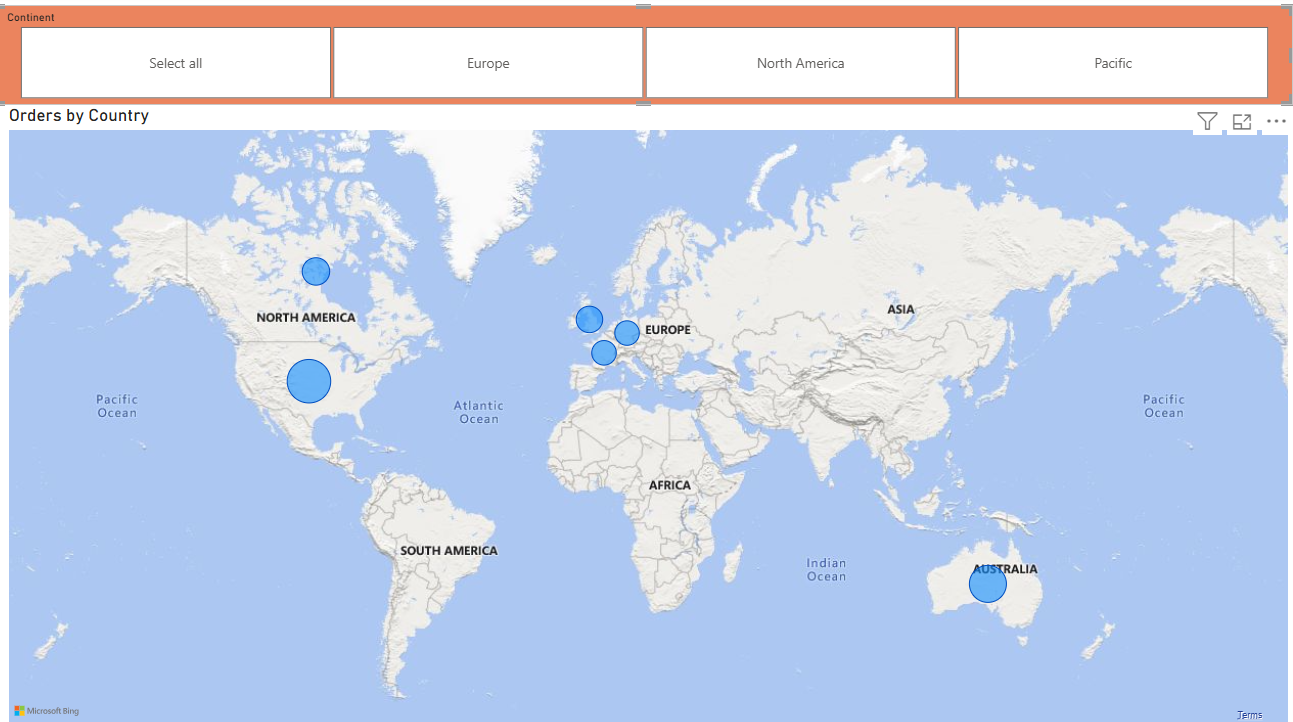 Continent
Select all
Europe
North America
Pacific
Orders by Country
NORTH AMERICA
EUROPE
ASIA
Pacific
Ocean
Atlantic
Ocean
Pacific
Ocean
AFRICA
SOUTH AMERICA
Indian
Ocean
AUSTRALIA
Microsoft Bing
Terms